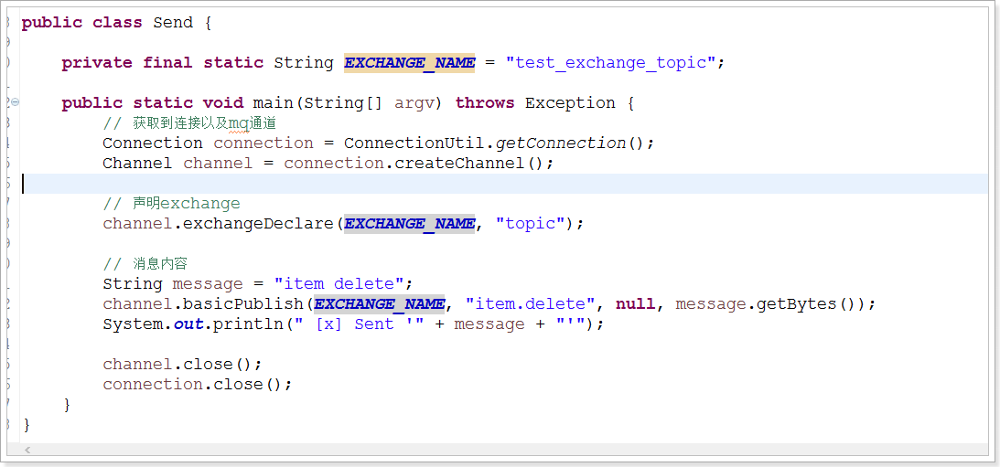 public class Send {
private final static String EXCHANGE_NAME = "test_exchange_topic";
public static void main(String[] argv) throws Exception {
// 获取到连接以及mq通道
Connection connection = ConnectionUtil.getConnection();
Channel channel = connection.createChannel();
// 声明exchange
channel.exchangeDeclare(EXCHANGE_NAME, "topic");
// 消息内容
String message = "item delete";
channel.basicPublish(EXCHANGE_NAME, "item.delete", null, message.getBytes());
System.out.println(" [x] Sent '" + message + "'");
channel.close();
connection.close();
}
}